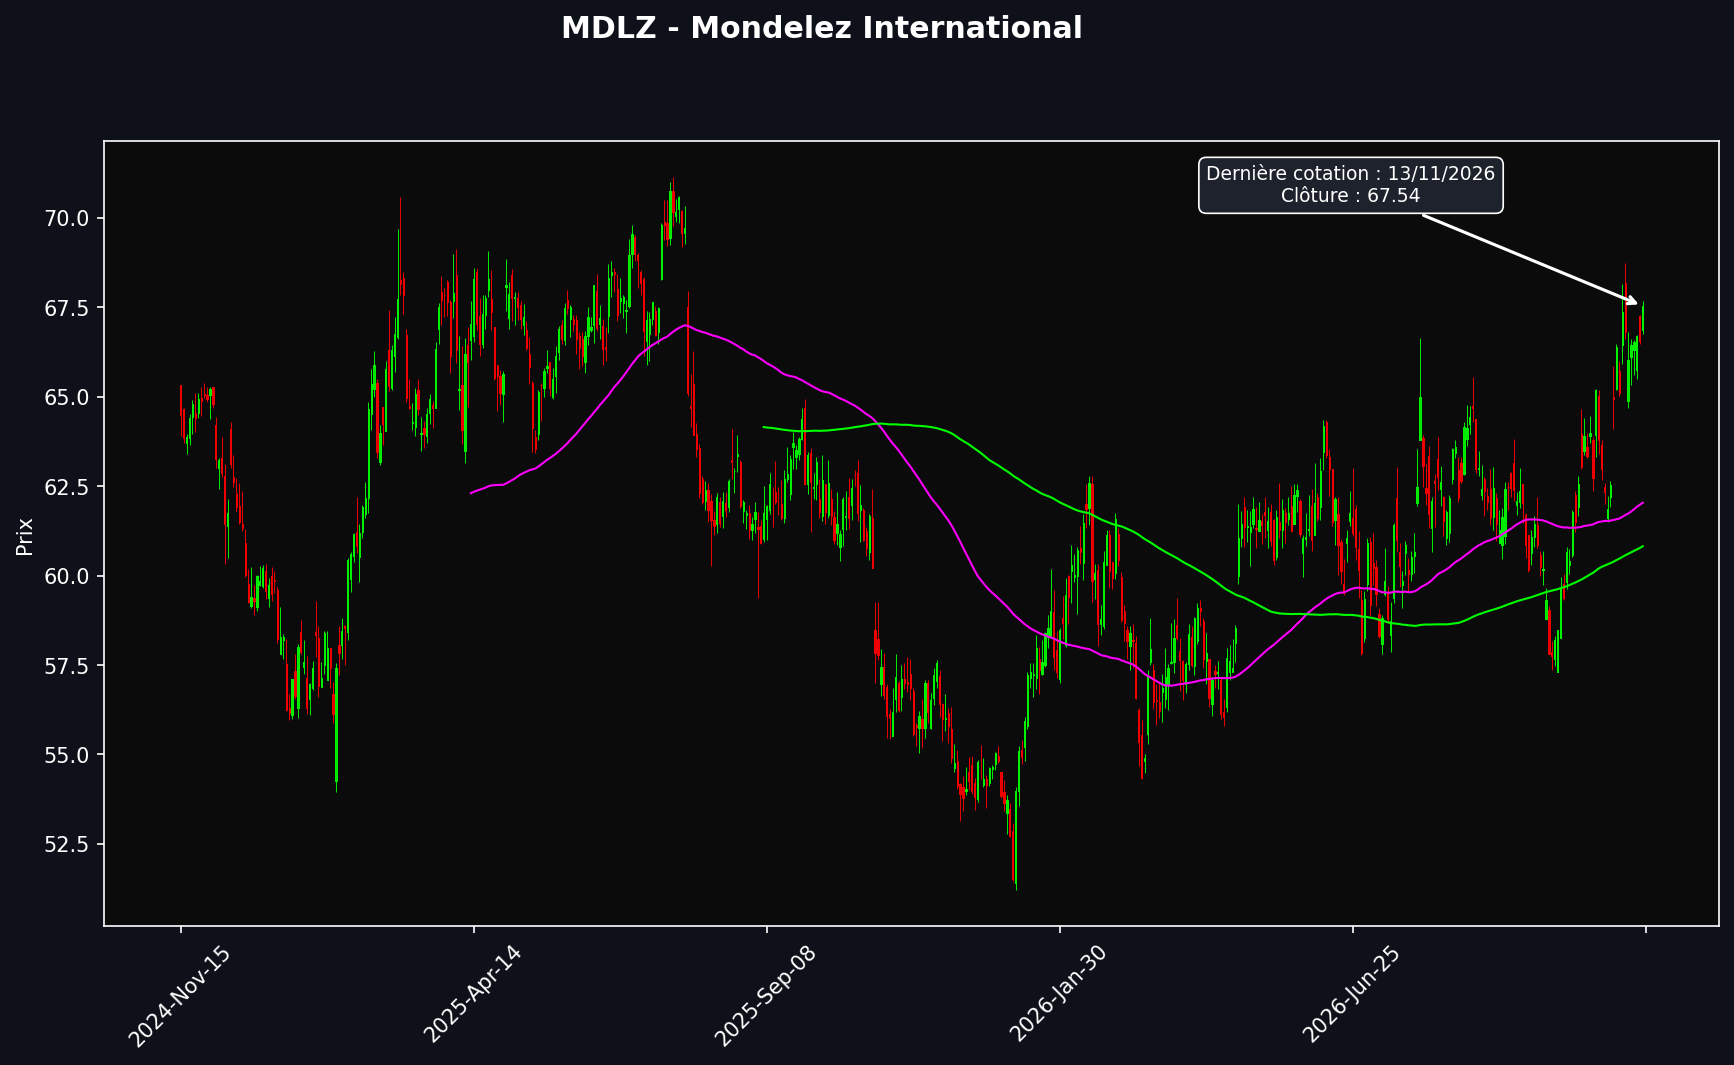 MDLZ - Mondelez International
Dernière cotation : 13/11/2026
Clôture : 67.54
Prix
70.0
67.5
65.0
62.5
60.0
57.5
55.0
52.5
2024-Nov-15
2025-Apr-14
2025-Sep-08
2026-Jan-30
2026-Jun-25